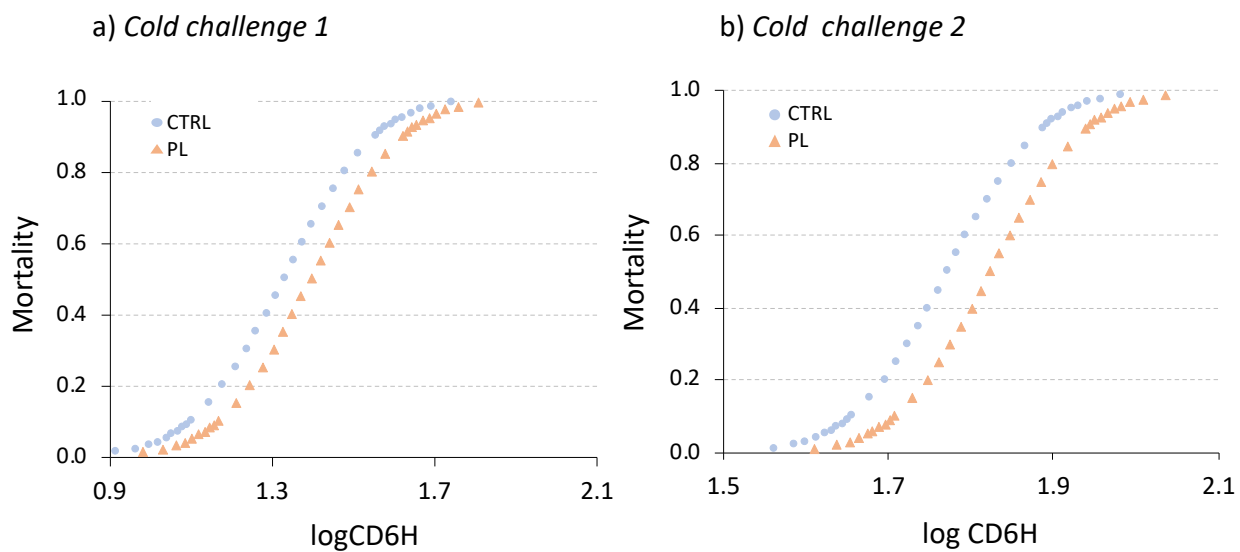 a) Cold challenge 1
1.0
0.8
0.6
0.4
0.2
0.0
Mortality
CTRL
PL
0.9 1.3 1.7 2.1
logCD6H
b) Cold challenge 2
1.0
0.8
0.6
0.4
0.2
0.0
Mortality
CTRL
PL
1.5 1.7 1.9 2.1
log CD6H